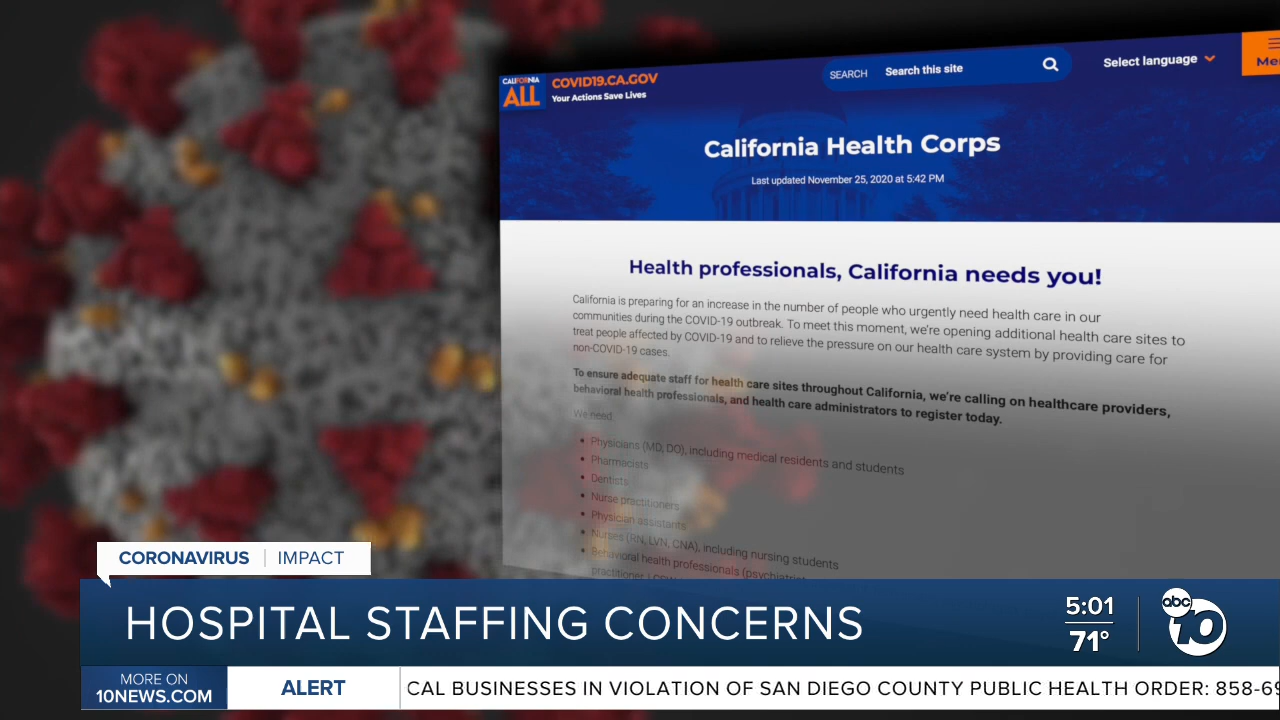 CALIFORNIA
ALL
COVID19.CA.GOV
Your Actions Save Lives
SEARCH Search this site
Select language
California Health Corps
Last updated November 25, 2020 at 5:42 PM
Health professionals, California needs you!
California is preparing for an increase in the number of people who urgently need health care in our
communities during the COVID-19 outbreak. To meet this moment, we're opening additional health care sites to
treat people affected by COVID-19 and to relieve the pressure on our health care system by providing care for
non-COVID-19 cases.
To ensure adequate staff for health care sites throughout California, we're calling on healthcare providers,
behavioral health professionals, and health care administrators to register today.
We need:
• Physicians (MD, DO), including medical residents and students
• Pharmacists
• Dentists
• Nurse practitioners
• Physician assistants
• Nurses (RN, LVN, CNA), including nursing students
• Behavioral health professionals
practitioner,
CORONAVIRUS | IMPACT
HOSPITAL STAFFING CONCERNS
5:01
71°
abc
10
MORE ON
10NEWS.COM
ALERT
CAL BUSINESSES IN VIOLATION OF SAN DIEGO COUNTY PUBLIC HEALTH ORDER: 858-69